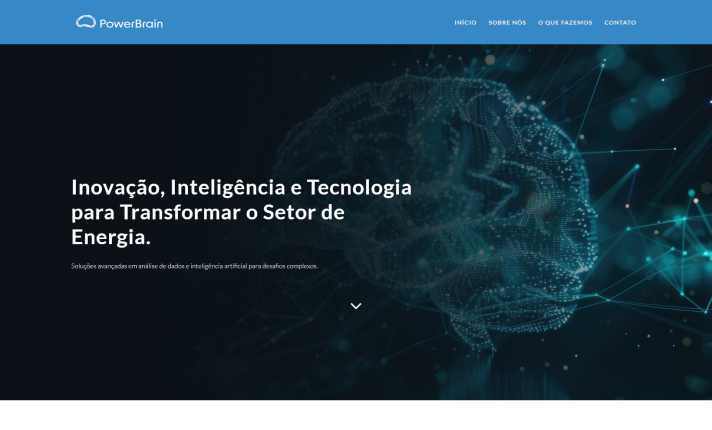 PowerBrain
INÍCIO
SOBRE NÓS
O QUE FAZEMOS
CONTATO
Inovação, Inteligência e Tecnologia
para Transformar o Setor de
Energia.
Soluções avançadas em análise de dados e inteligência artificial para desafios complexos.